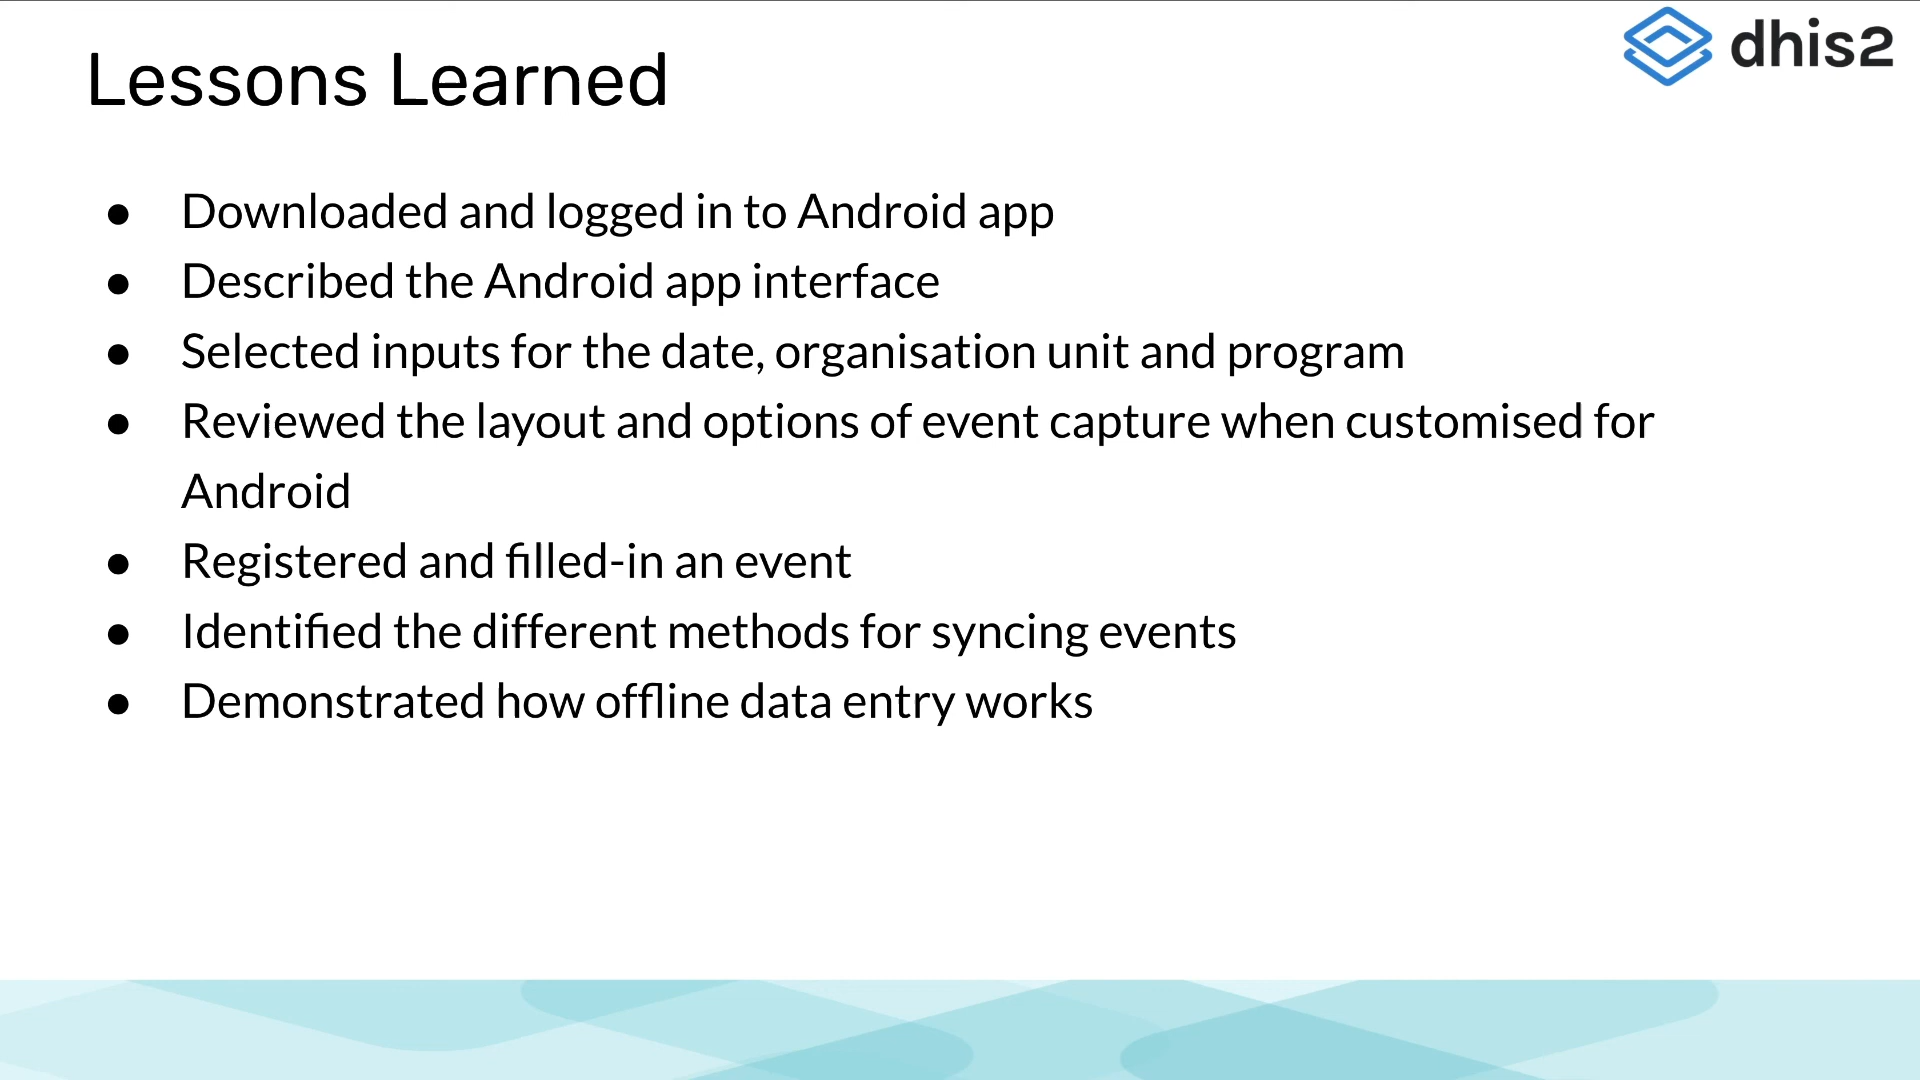 dhis2
Lessons Learned
● Downloaded and logged in to Android app
● Described the Android app interface
● Selected inputs for the date, organisation unit and program
● Reviewed the layout and options of event capture when customised for
Android
● Registered and filled-in an event
● Identified the different methods for syncing events
● Demonstrated how offline data entry works